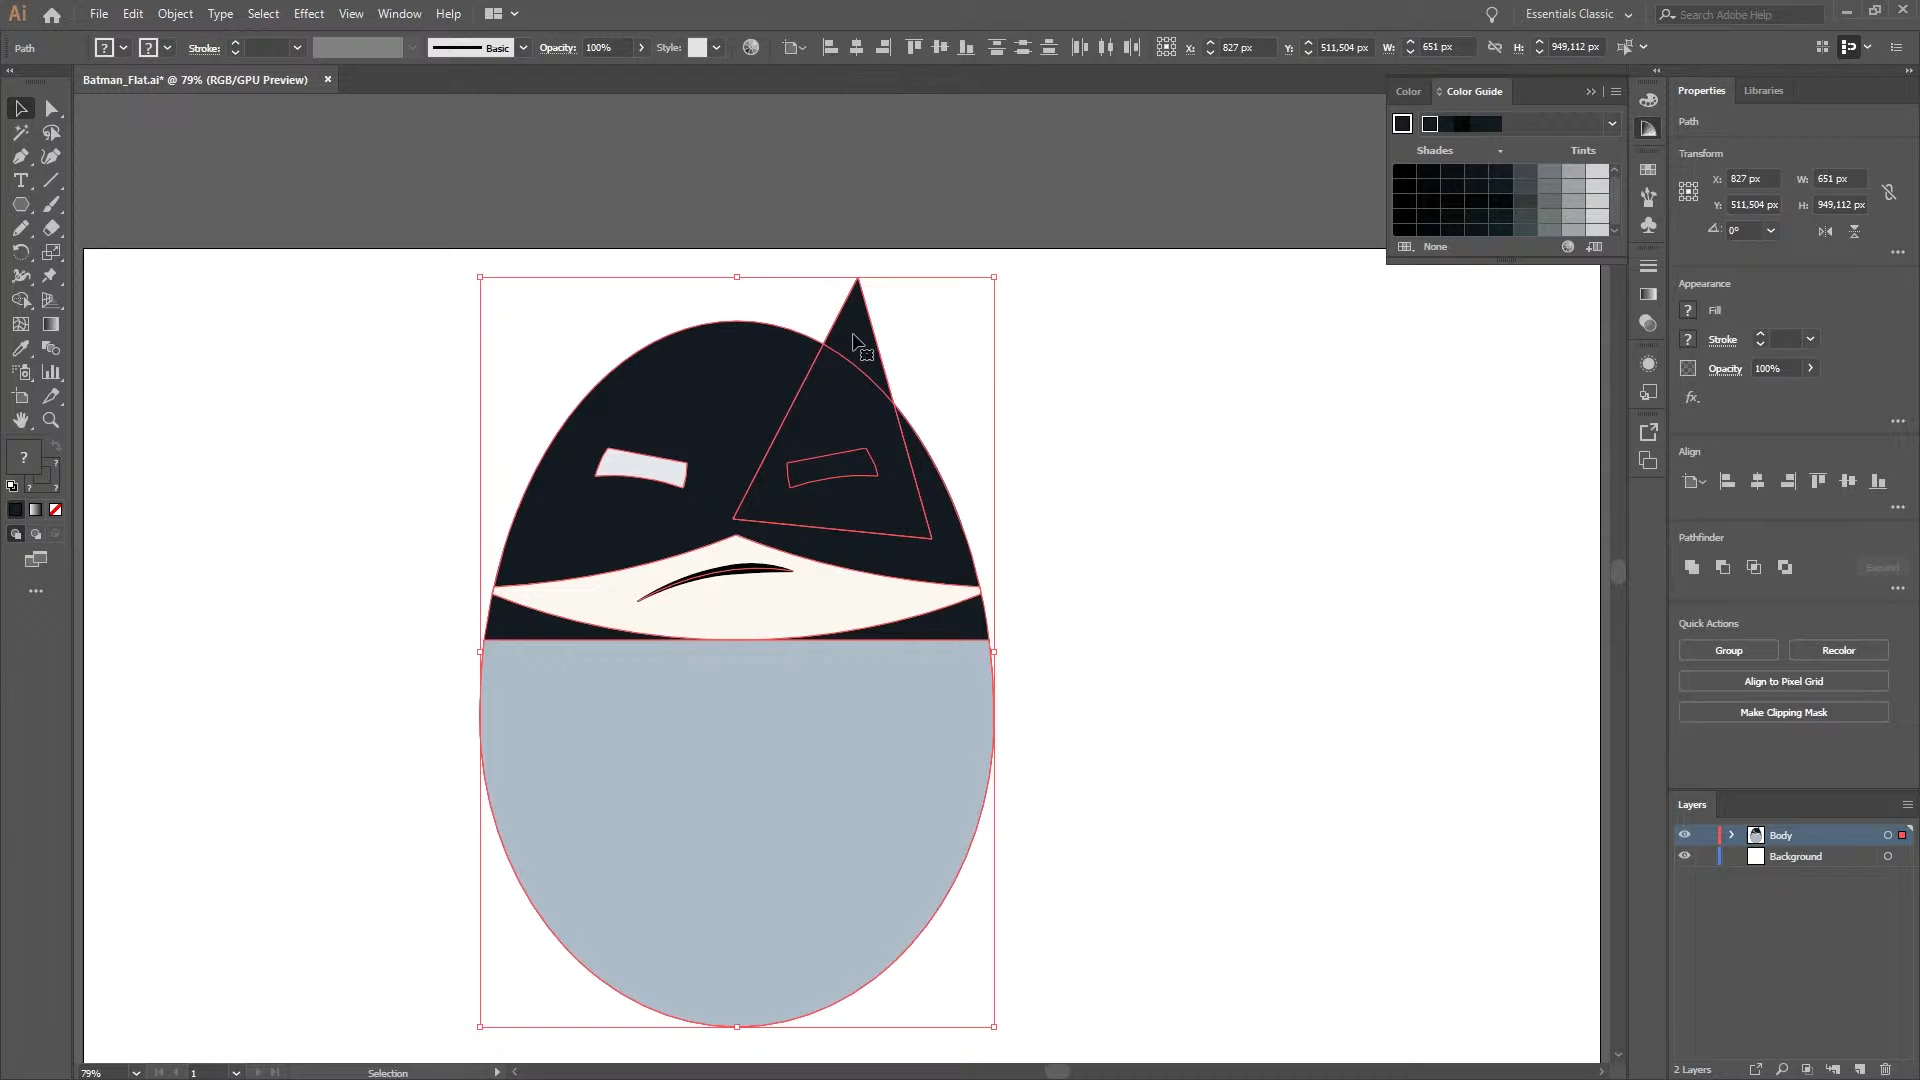 Ai File Edit Object Type Select Effect View Window Help Essentials Classic Search Adobe Help
Path ? ? Stroke: Basic Opacity: 100% Style: X: 827 px Y: 511,504 px W: 651 px H: 949,112 px
Batman_Flat.ai* @ 79% (RGB/GPU Preview) ×
Color Color Guide
Shades Tints
None
Properties Libraries
Path
Transform
X: 827 px W: 651 px
Y: 511,504 px H: 949,112 px
0°
Appearance
? Fill
? Stroke
Opacity 100%
fx.
Align
Pathfinder
Expand
Quick Actions
Group Recolor
Align to Pixel Grid
Make Clipping Mask
Layers
Body
Background
2 Layers
T
?
?
? ?
79% 1 Selection